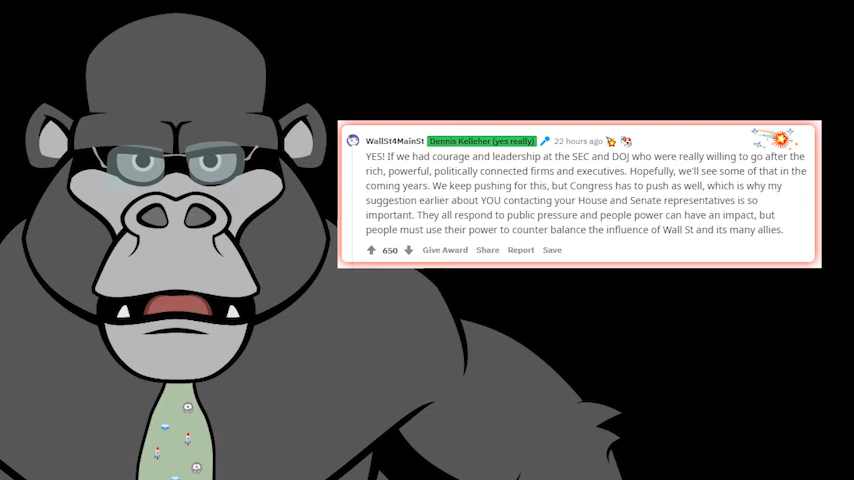 WallSt4MainSt Dennis Kelleher (yes really) 22 hours ago
YES! If we had courage and leadership at the SEC and DOJ who were really willing to go after the
rich, powerful, politically connected firms and executives. Hopefully, we'll see some of that in the
coming years. We keep pushing for this, but Congress has to push as well, which is why my
suggestion earlier about YOU contacting your House and Senate representatives is so
important. They all respond to public pressure and people power can have an impact, but
people must use their power to counter balance the influence of Wall St and its many allies.
650 Give Award Share Report Save